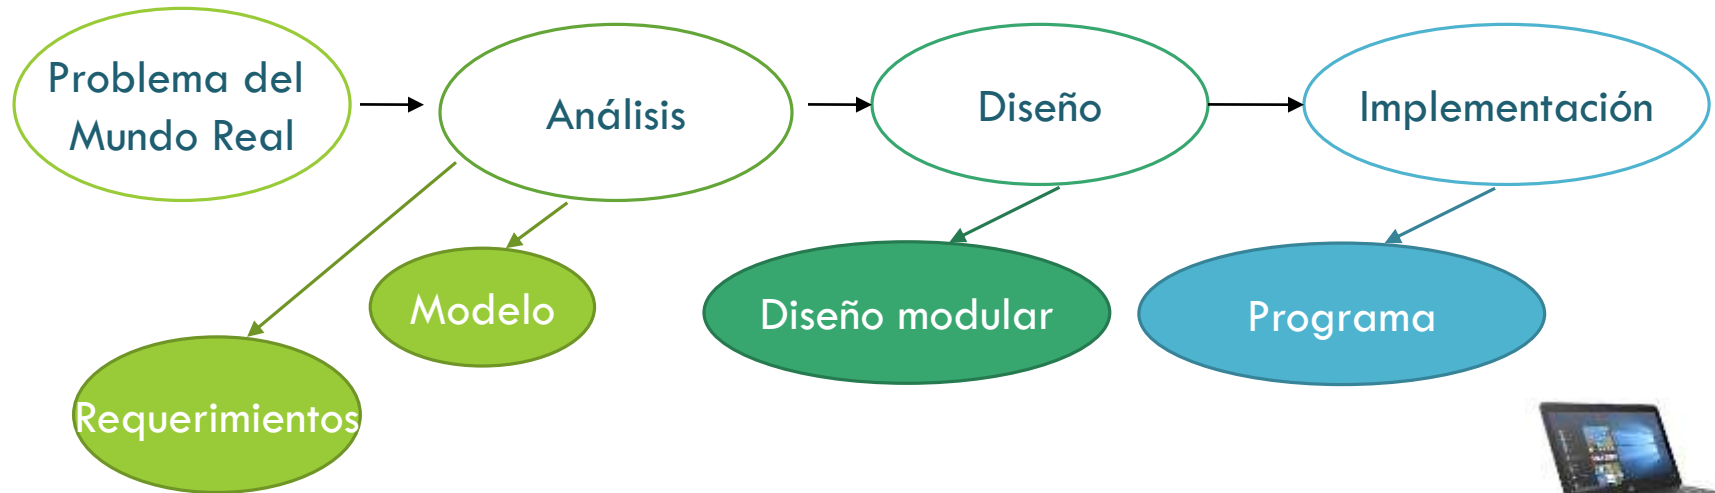 Problema del
Mundo Real
Análisis
Diseño
Implementación
Modelo
Diseño modular
Programa
Requerimientos